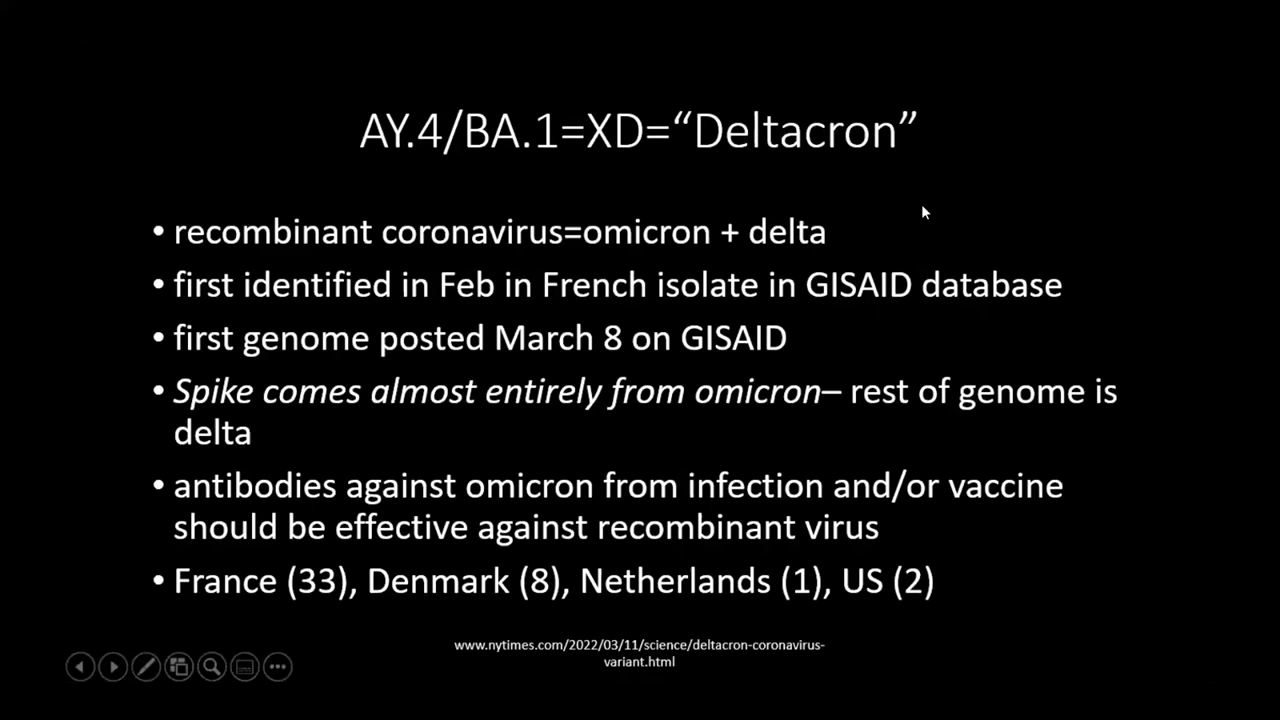 AY.4/BA.1=XD=“Deltacron”
• recombinant coronavirus=omicron + delta
• first identified in Feb in French isolate in GISAID database
• first genome posted March 8 on GISAID
• Spike comes almost entirely from omicron– rest of genome is
delta
• antibodies against omicron from infection and/or vaccine
should be effective against recombinant virus
• France (33), Denmark (8), Netherlands (1), US (2)
www.nytimes.com/2022/03/11/science/deltacron-coronavirus-
variant.html